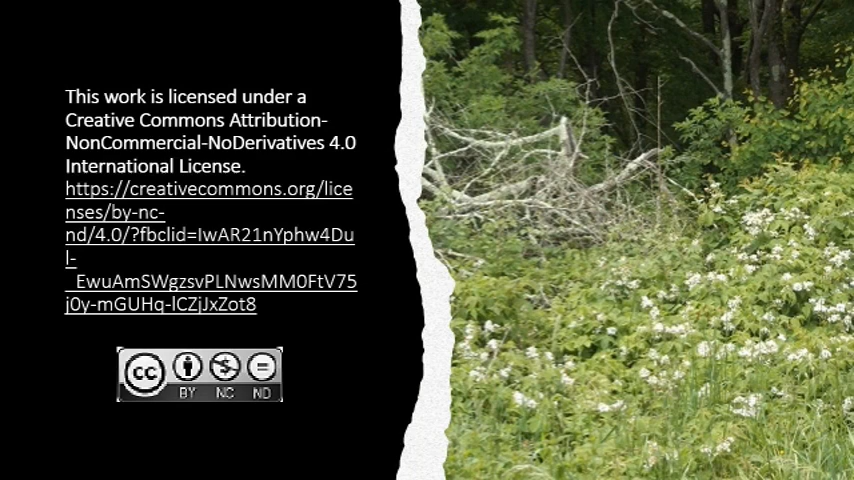 This work is licensed under a
Creative Commons Attribution-
NonCommercial-NoDerivatives 4.0
International License.
https://creativecommons.org/lice
nses/by-nc-
nd/4.0/?fbclid=IwAR21nYphw4Du
l-
_EwuAmSWgzsvPLNwsMM0FtV75
j0y-mGUHq-lCZjJxZot8
cc
BY NC ND